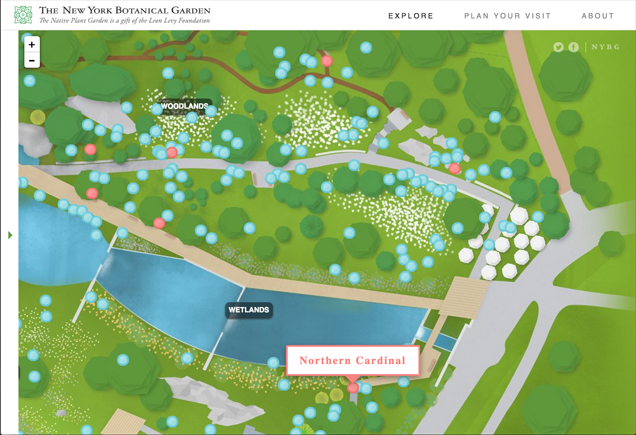 THE NEW YORK BOTANICAL GARDEN
The Native Plant Garden is a gift of the Leon Levy Foundation
EXPLORE PLAN YOUR VISIT ABOUT
+
−
NYBG
WOODLANDS
WETLANDS
Northern Cardinal